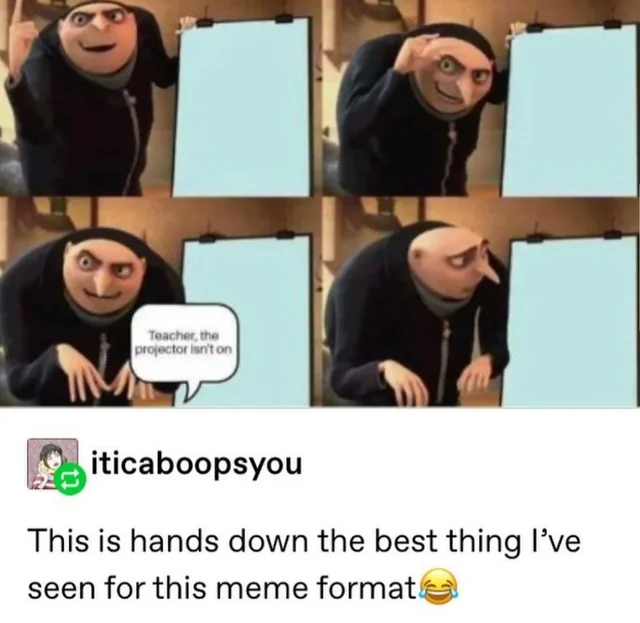 Teacher, the
projector isn't on
iticaboopsyou
This is hands down the best thing I've
seen for this meme format😂